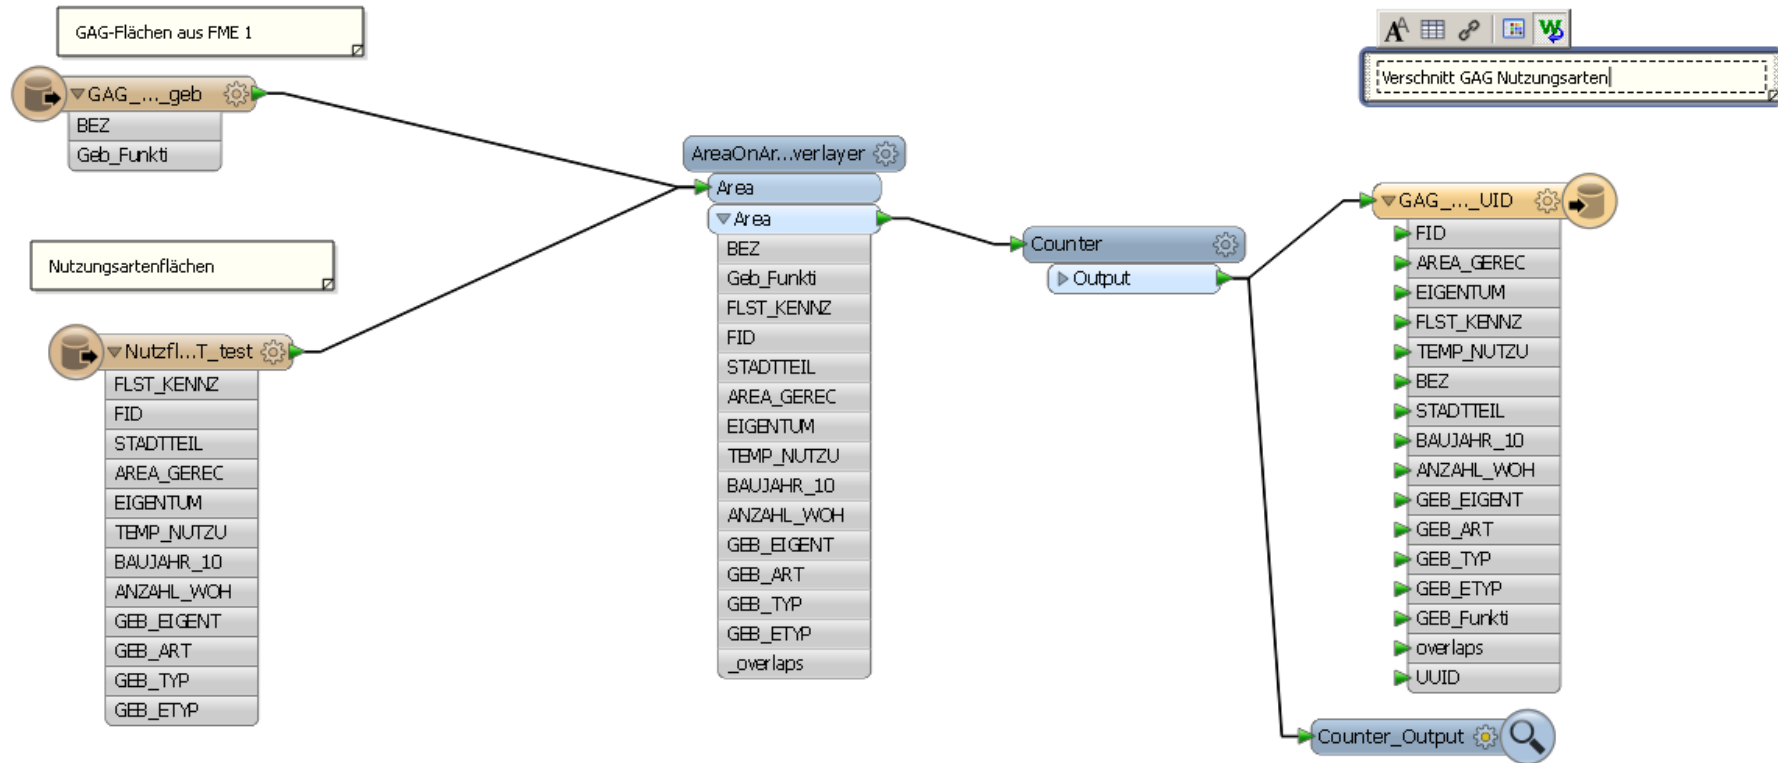 GAG-Flächen aus FME 1
GAG_..._geb
BEZ
Geb_Funkti
Nutzungsartenflächen
Nutzfl...T_test
FLST_KENNZ
FID
STADTTEIL
AREA_GEREC
EIGENTUM
TEMP_NUTZU
BAUJAHR_10
ANZAHL_WOH
GEB_EIGENT
GEB_ART
GEB_TYP
GEB_ETYP
AreaOnAr...verlayer
Area
Area
BEZ
Geb_Funkti
FLST_KENNZ
FID
STADTTEIL
AREA_GEREC
EIGENTUM
TEMP_NUTZU
BAUJAHR_10
ANZAHL_WOH
GEB_EIGENT
GEB_ART
GEB_TYP
GEB_ETYP
_overlaps
Counter
Output
Verschnitt GAG Nutzungsarten
GAG_..._UID
FID
AREA_GEREC
EIGENTUM
FLST_KENNZ
TEMP_NUTZU
BEZ
STADTTEIL
BAUJAHR_10
ANZAHL_WOH
GEB_EIGENT
GEB_ART
GEB_TYP
GEB_ETYP
GEB_Funkti
overlaps
UUID
Counter_Output